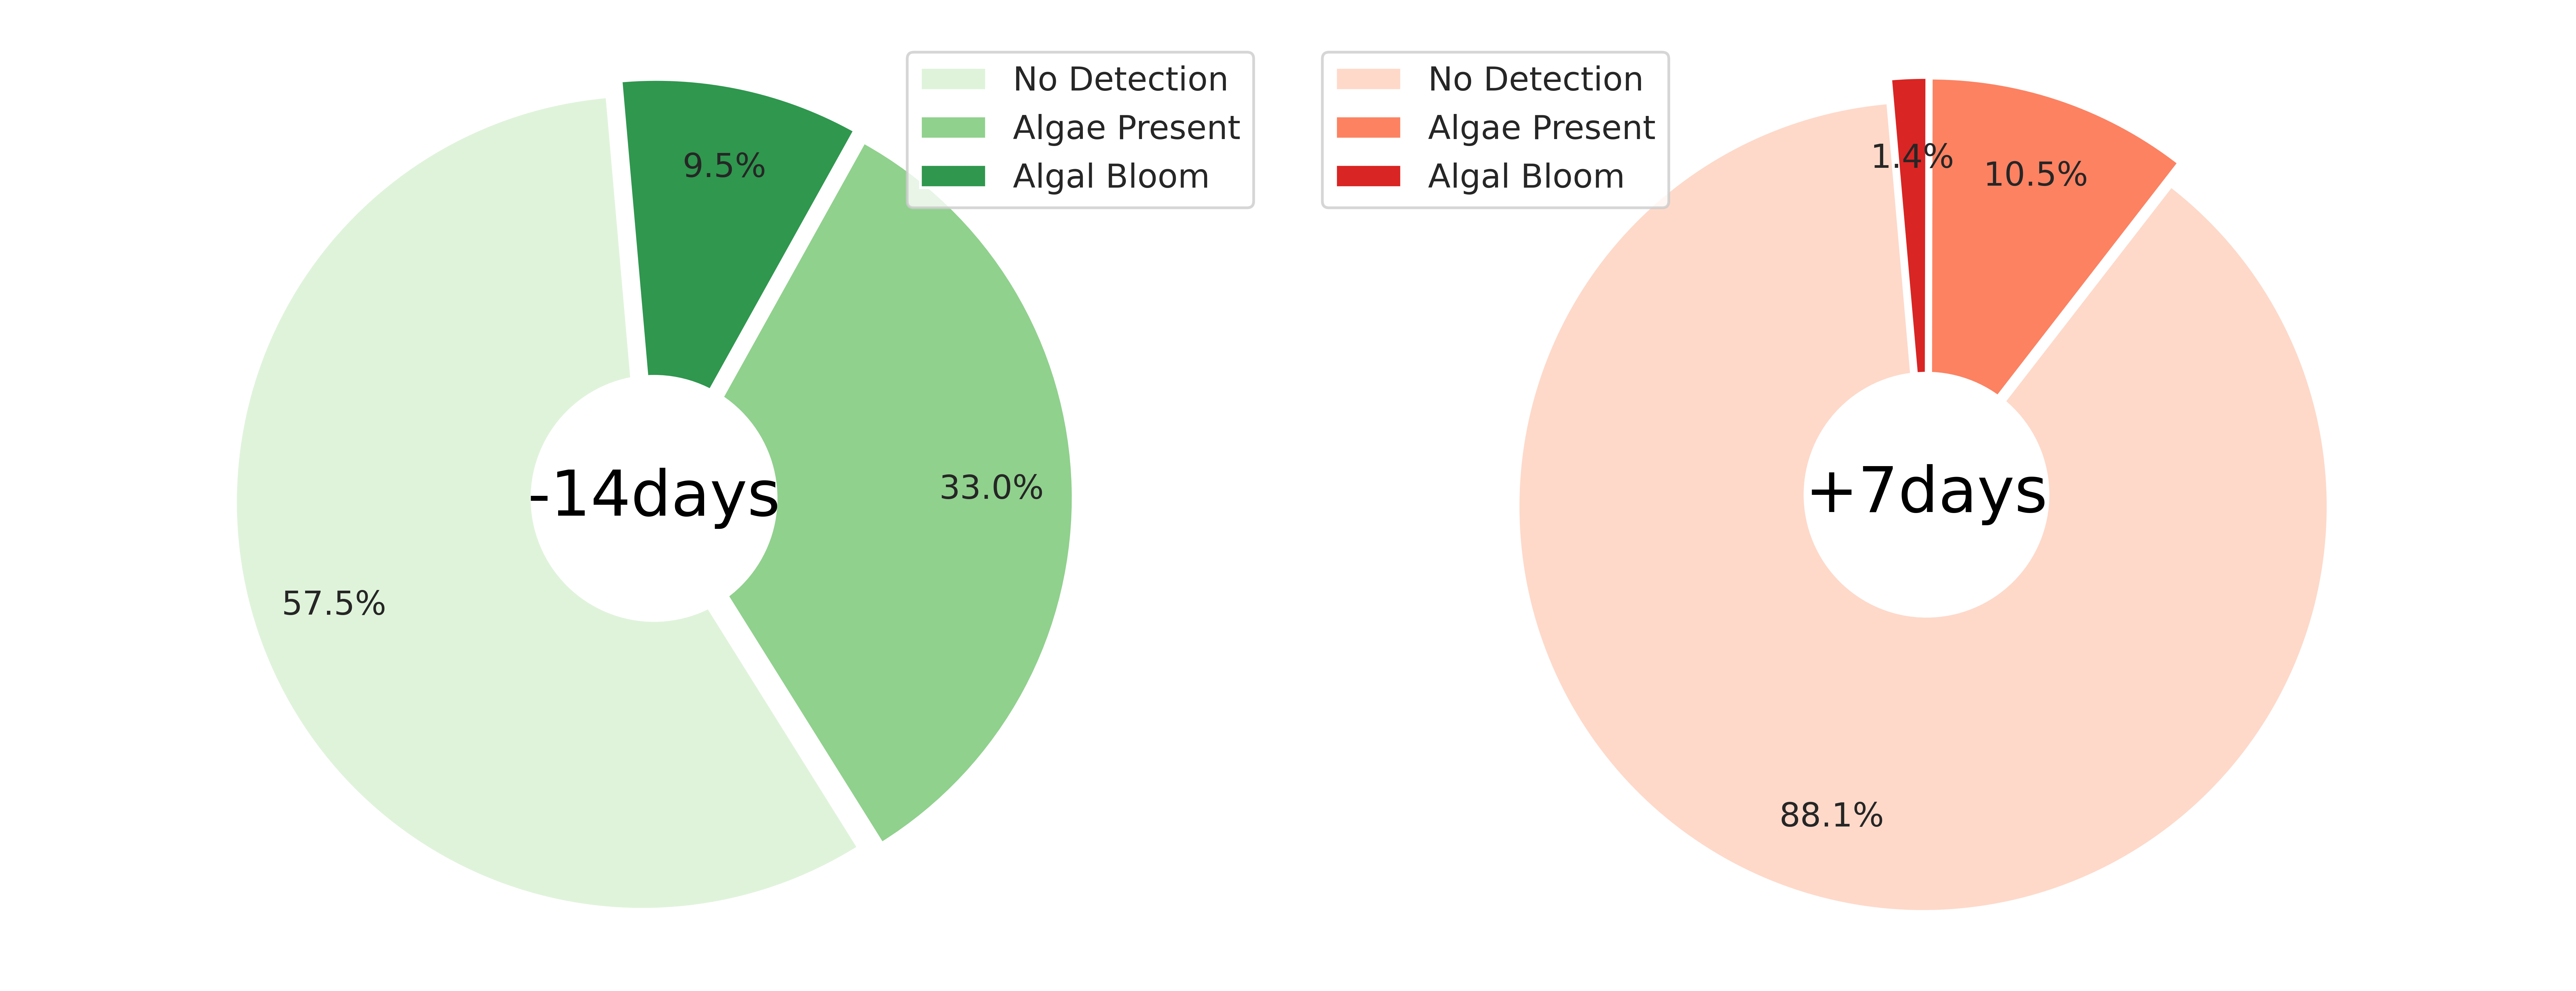 No Detection
Algae Present
Algal Bloom
9.5%
33.0%
57.5%
-14days
No Detection
Algae Present
Algal Bloom
1.4%
10.5%
88.1%
+7days